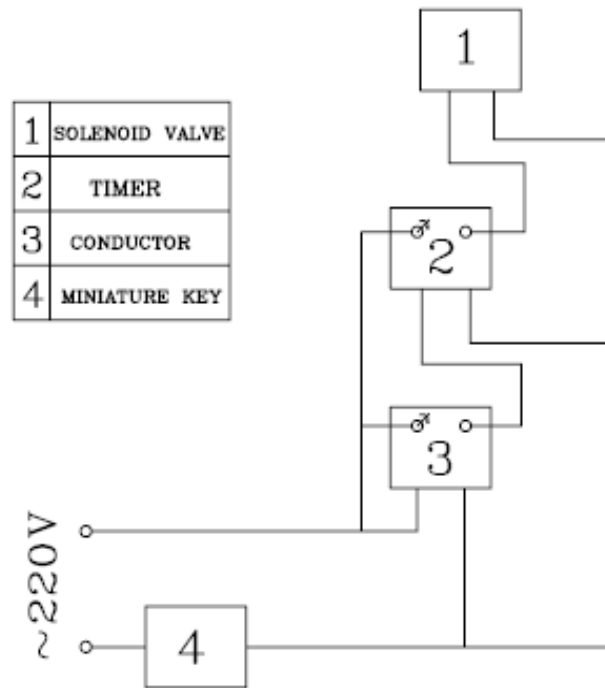 1
1 SOLENOID VALVE
2 TIMER
3 CONDUCTOR
4 MINIATURE KEY
2
3
~220V
4